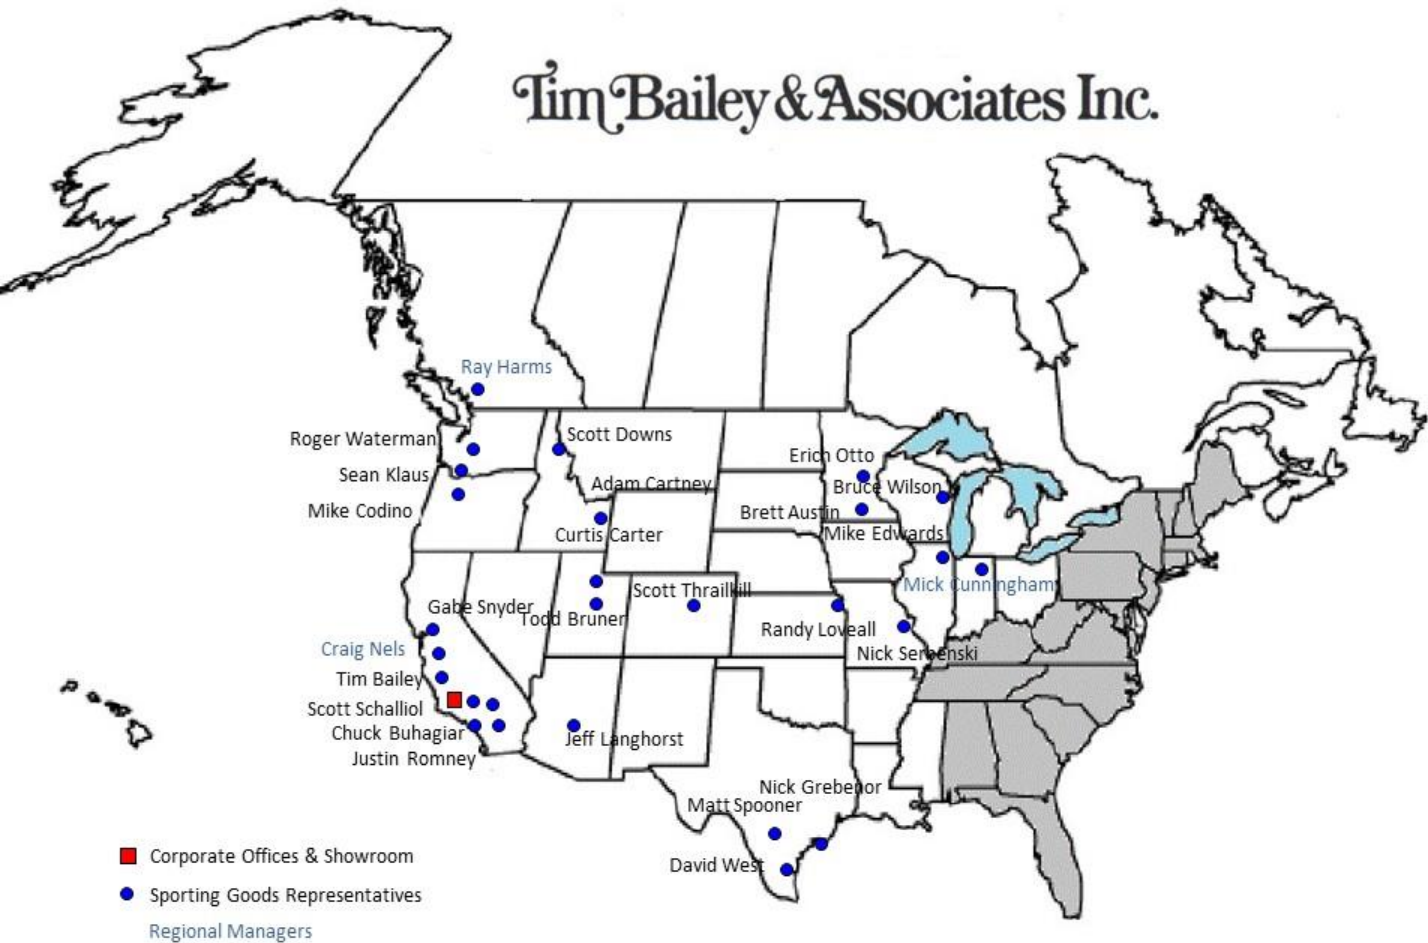 Tim Bailey & Associates Inc.
Ray Harms
Roger Waterman
Scott Downs
Erich Otto
Sean Klaus
Adam Cartney
Bruce Wilson
Mike Codino
Brett Austin
Curtis Carter
Mike Edwards
Scott Thrailkill
Mick Cunningham
Gabe Snyder
Todd Bruner
Randy Loveall
Craig Nels
Nick Serbenski
Tim Bailey
Scott Schalliol
Chuck Buhagiar
Jeff Langhorst
Justin Romney
Nick Grebenor
Matt Spooner
David West
Corporate Offices & Showroom
Sporting Goods Representatives
Regional Managers